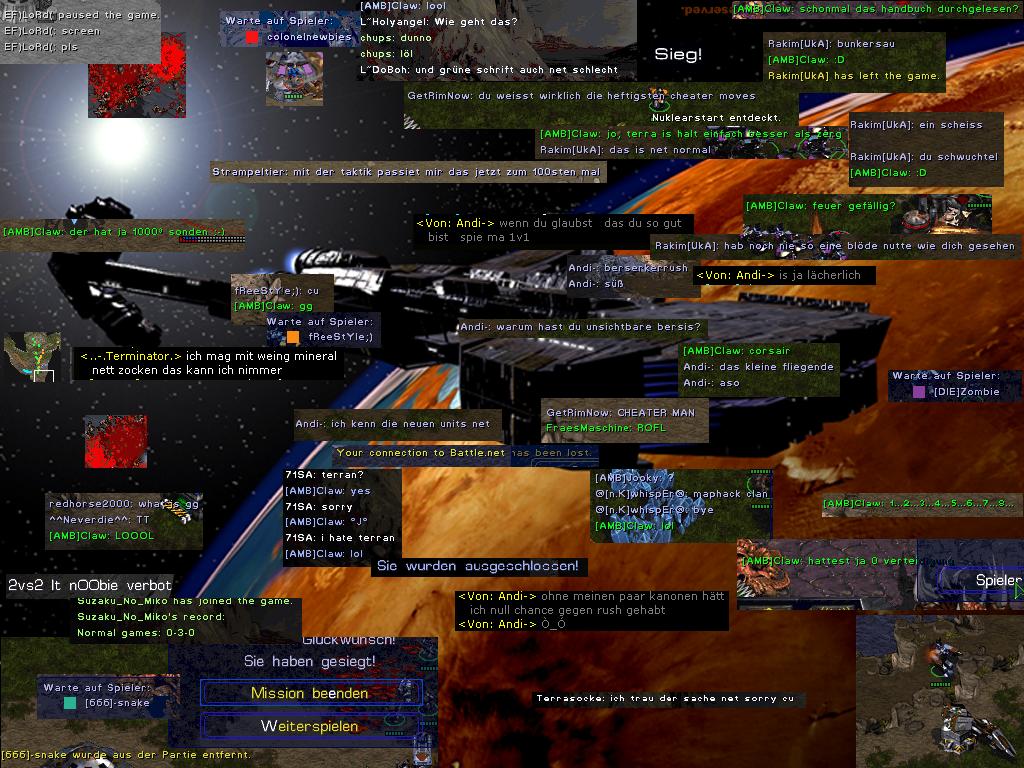 EF)LoRd(: paused the game.
EF)LoRd(: screen
EF)LoRd(: pls
Warte auf Spieler:
colonelnewbies
[AMB]Claw: lool
L"Holyangel: Wie geht das?
chups: dunno
chups: löl
L"DoBoh: und grüne schrift auch net schlecht
Sieg!
[AMB]Claw: schonmal das handbuch durchgelesen?
Rakim[UkA]: bunkersau
[AMB]Claw: :D
Rakim[UkA] has left the game.
GetRimNow: du weisst wirklich die heftigsten cheater moves
Nuklearstart entdeckt.
[AMB]Claw: jo, terra is halt einfach besser als zerg
Rakim[UkA]: das is net normal
Rakim[UkA]: ein scheiss
Rakim[UkA]: du schwuchtel
[AMB]Claw: :D
Strampeltier: mit der taktik passiet mir das jetzt zum 100sten mal
[AMB]Claw: feuer gefällig?
[AMB]Claw: der hat ja 1000° sonden :-)
<Von: Andi-> wenn du glaubst das du so gut
bist spie ma 1v1
Rakim[UkA]: hab noch nie so eine blöde nutte wie dich gesehen
Andi-: berserkerrush
Andi-: süß
<Von: Andi-> is ja lächerlich
fReeStYle;): cu
[AMB]Claw: gg
Warte auf Spieler:
fReeStYle;)
Andi-: warum hast du unsichtbare bersis?
<..-.Terminator.> ich mag mit weing mineral
nett zocken das kann ich nimmer
[AMB]Claw: corsair
Andi-: das kleine fliegende
Andi-: aso
Warte auf Spieler:
[DIE]Zombie
Andi-: ich kenn die neuen units net
GetRimNow: CHEATER MAN
FraesMaschine: ROFL
Your connection to Battle.net has been lost.
71SA: terran?
[AMB]Claw: yes
71SA: sorry
[AMB]Claw: °J°
71SA: i hate terran
[AMB]Claw: lol
[AMB]Jooky: ?
@[n.K]whispEr@: maphack clan
@[n.K]whispEr@: bye
[AMB]Claw: lol
redhorse2000: what is gg
^^Neverdie^^: TT
[AMB]Claw: LOOOL
[AMB]Claw: 1...2...3...4...5...6...7...8...
Sie wurden ausgeschlossen!
[AMB]Claw: hattest ja 0 vertei
Spieler
2vs2 lt nOObie verbot
Suzaku_No_Miko has joined the game.
Suzaku_No_Miko's record:
Normal games: 0-3-0
<Von: Andi-> ohne meinen paar kanonen hätt
ich null chance gegen rush gehabt
<Von: Andi-> Ò_Ó
Glückwunsch!
Sie haben gesiegt!
Mission beenden
Weiterspielen
Warte auf Spieler:
[666]-snake
Terrasocke: ich trau der sache net sorry cu
[666]-snake wurde aus der Partie entfernt.